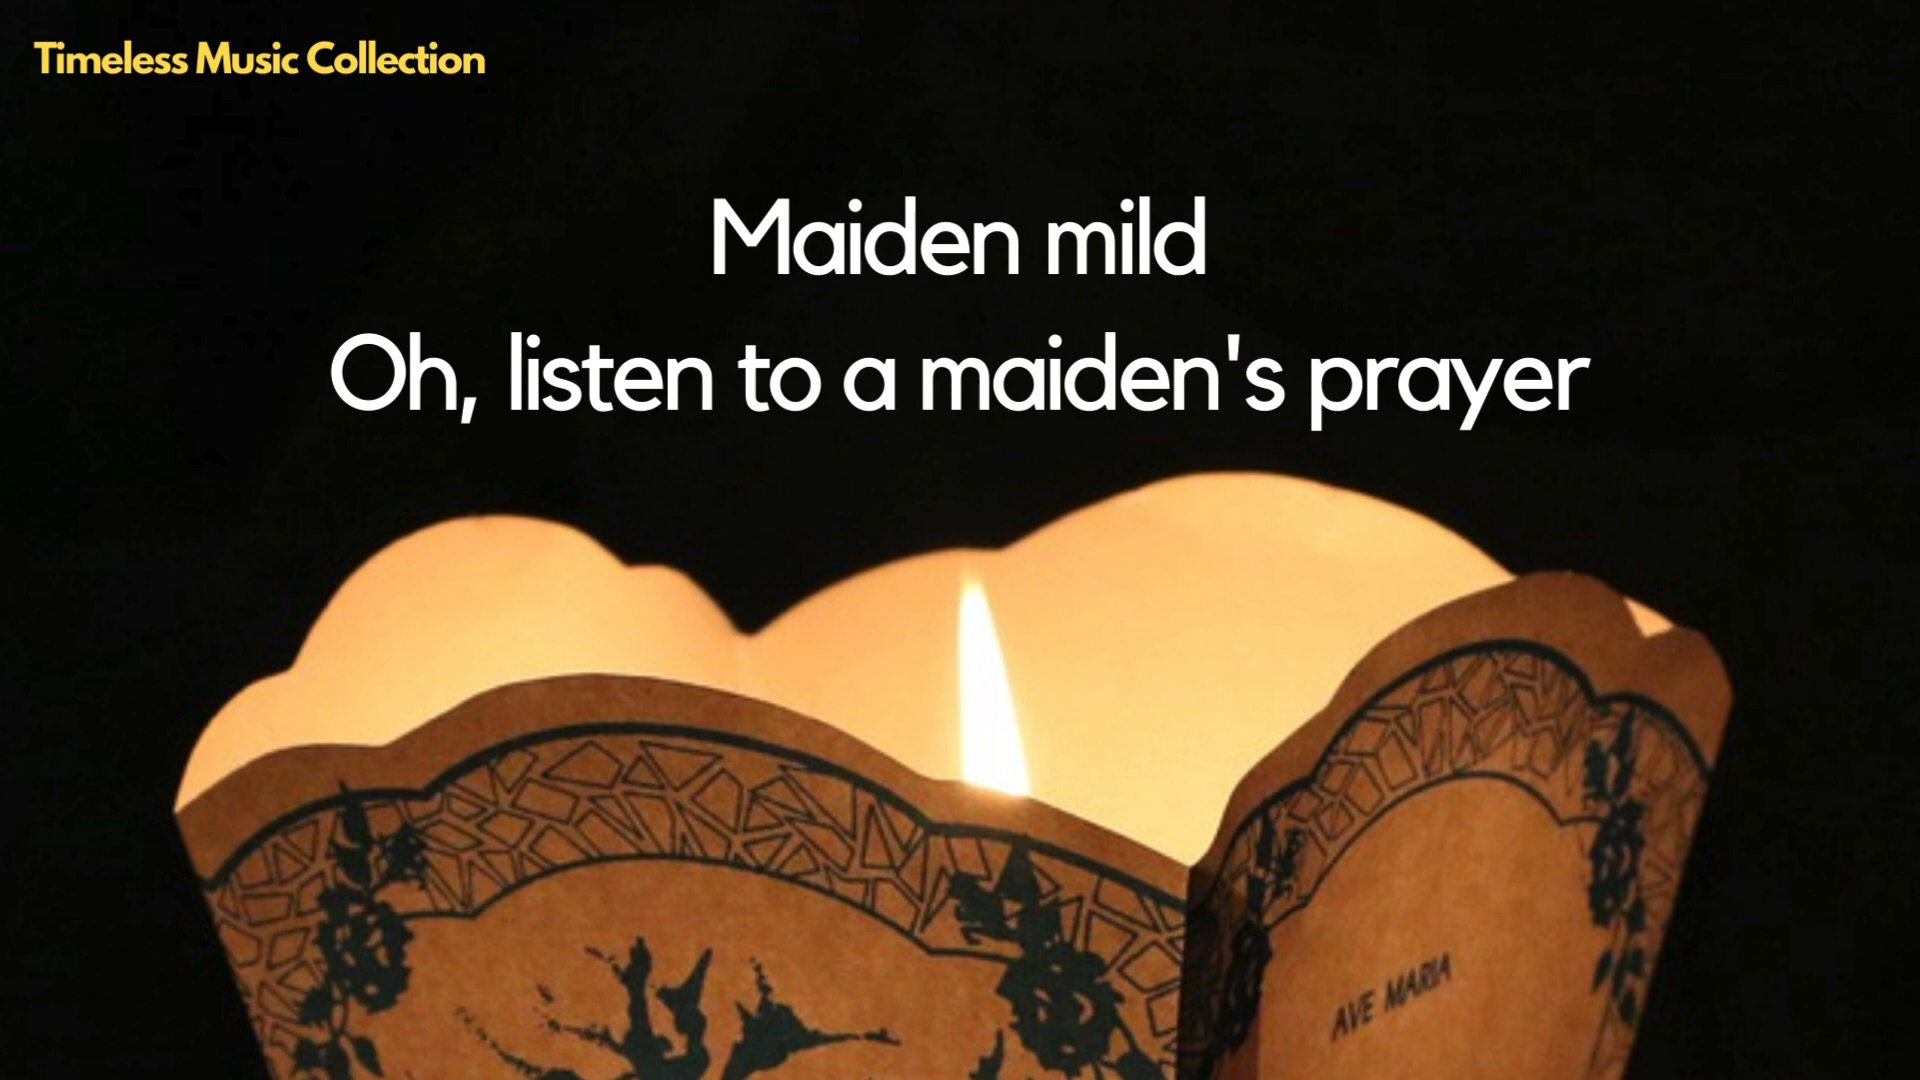 Timeless Music Collection
Maiden mild
Oh, listen to a maiden's prayer
AVE MARIA